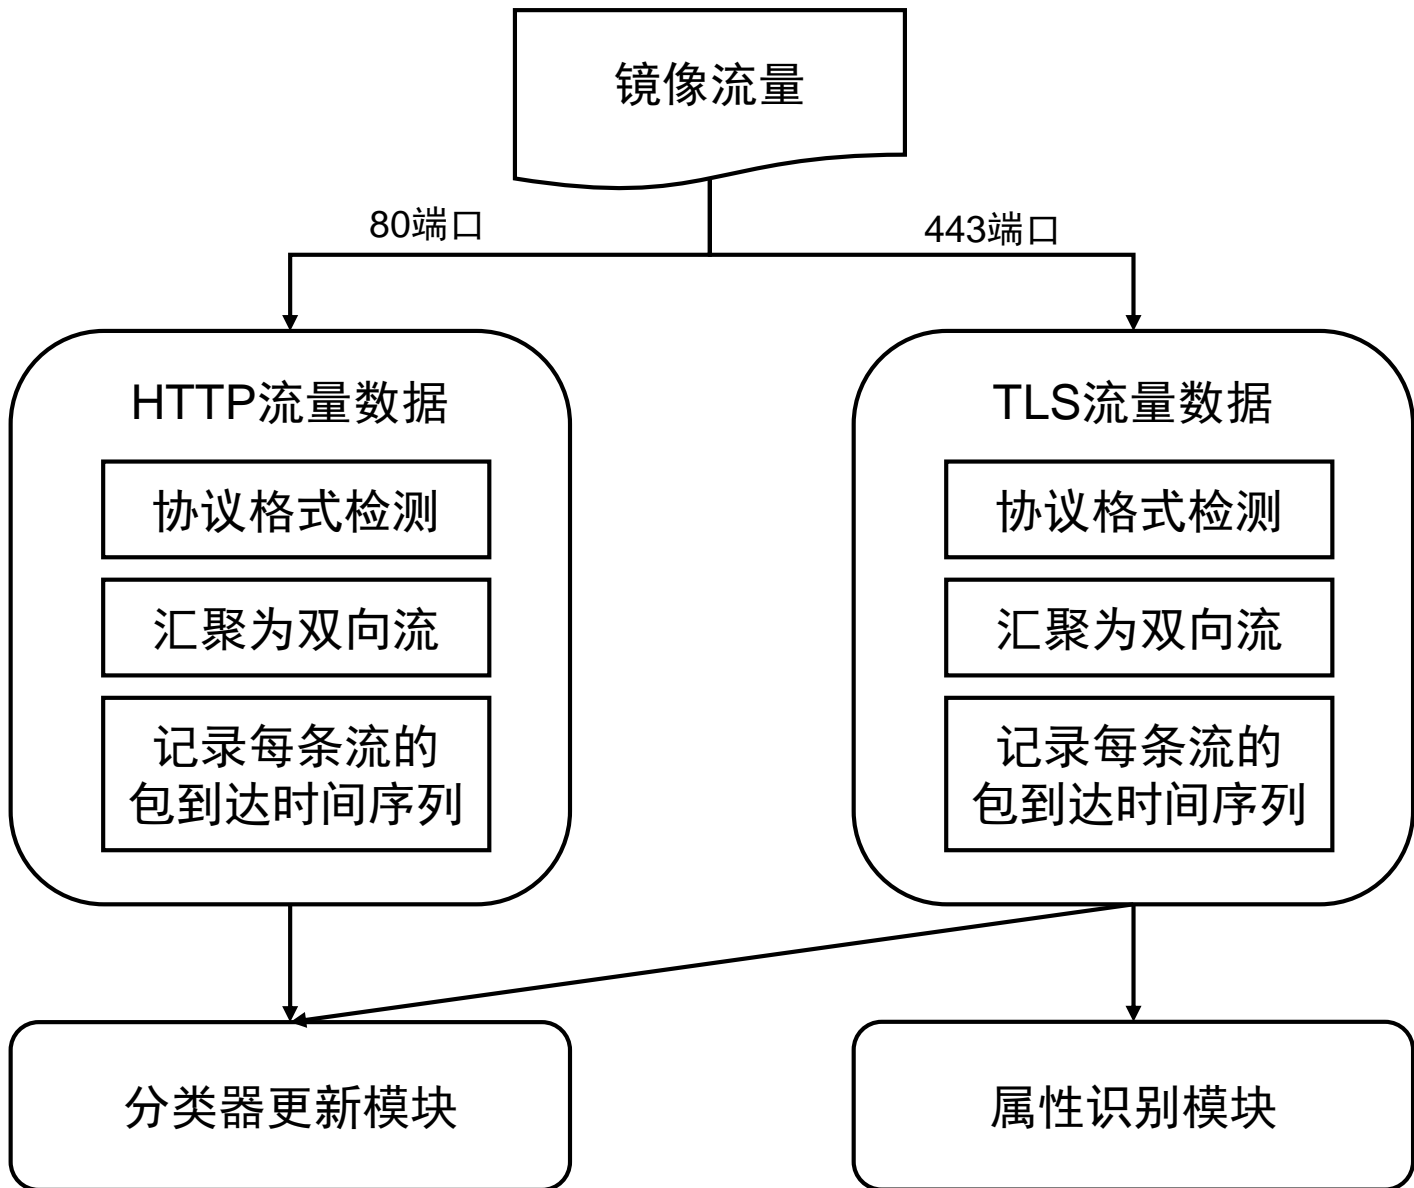 镜像流量
80端口
443端口
HTTP流量数据
协议格式检测
汇聚为双向流
记录每条流的
包到达时间序列
TLS流量数据
协议格式检测
汇聚为双向流
记录每条流的
包到达时间序列
分类器更新模块
属性识别模块